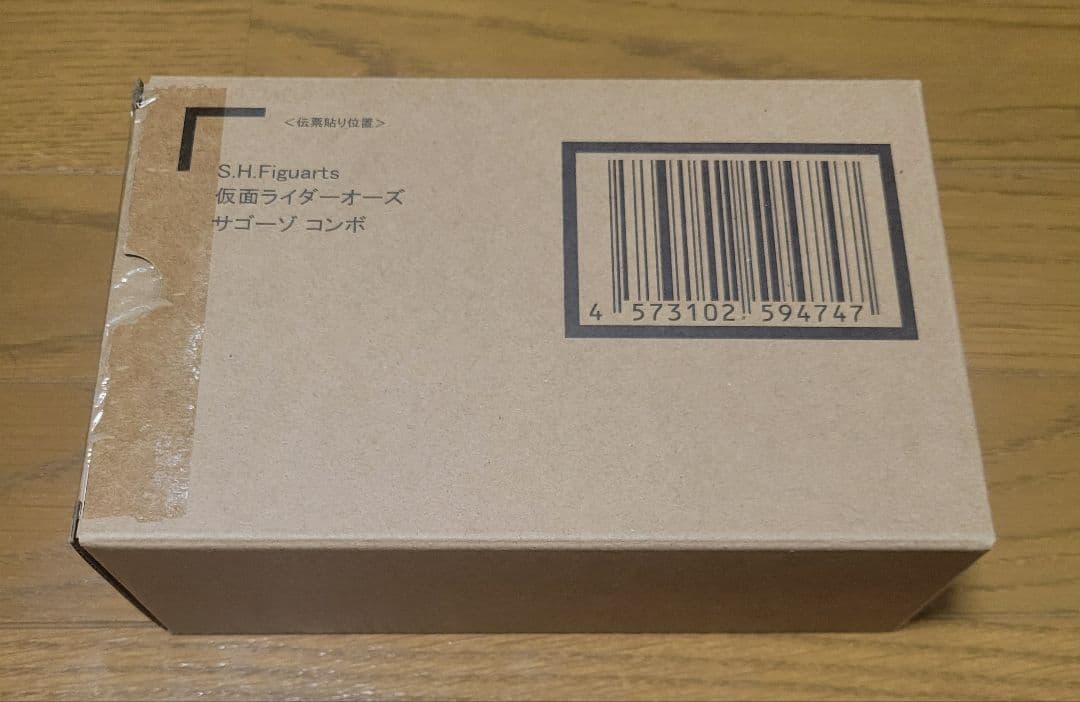 <伝票貼り位置>
S.H.Figuarts
仮面ライダーオーズ
サゴーゾ コンボ
4 573102 594747